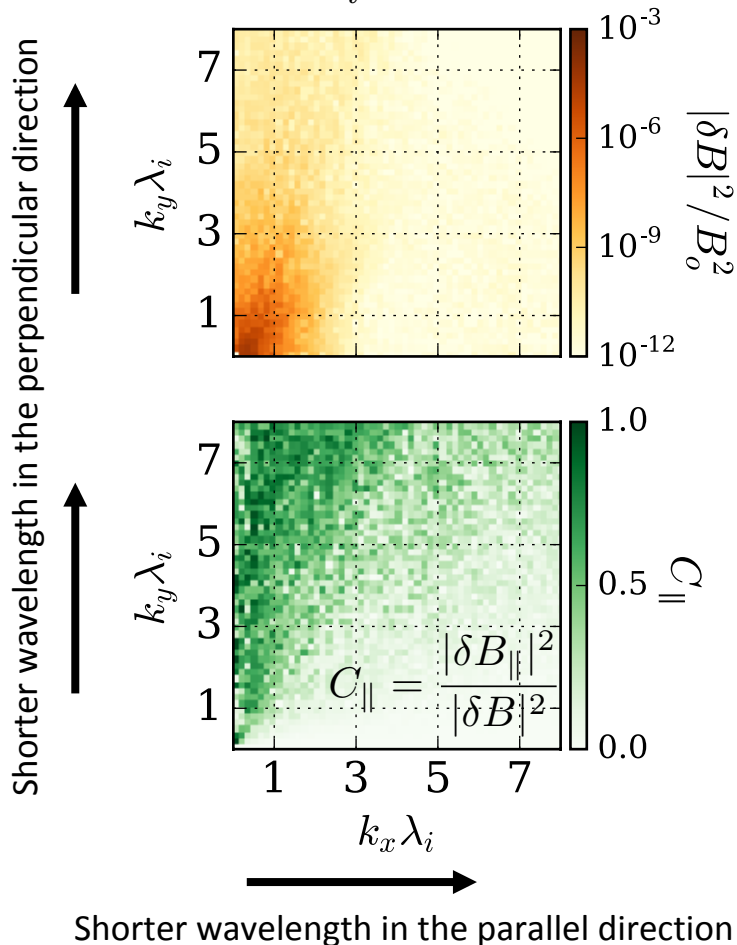 y
10^-3
7
10^-6
5
|δB|²/B_o²
k_yλ_i
3
10^-9
1
10^-12
Shorter wavelength in the perpendicular direction
1.0
7
5
0.5
C_∥
k_yλ_i
3
C_∥ = |δB_∥|²/|δB|²
1
0.0
1 3 5 7
k_xλ_i
Shorter wavelength in the parallel direction